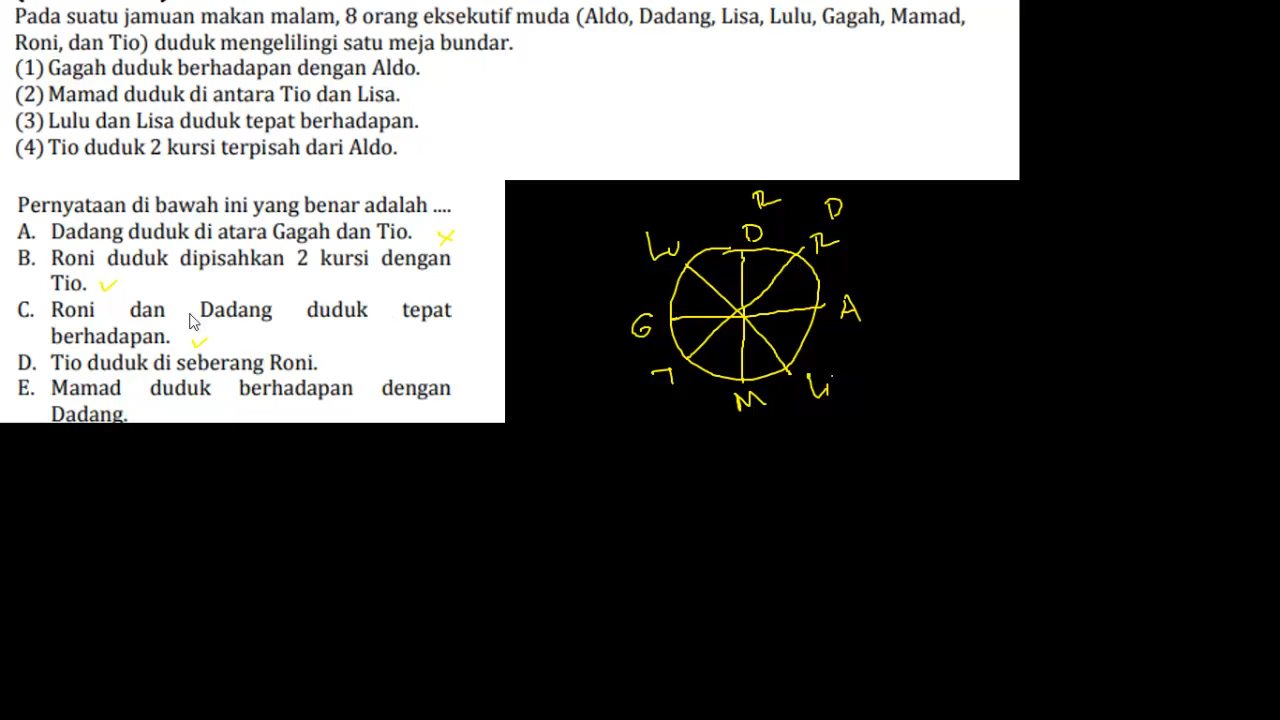 Pada suatu jamuan makan malam, 8 orang eksekutif muda (Aldo, Dadang, Lisa, Lulu, Gagah, Mamad,
Roni, dan Tio) duduk mengelilingi satu meja bundar.
(1) Gagah duduk berhadapan dengan Aldo.
(2) Mamad duduk di antara Tio dan Lisa.
(3) Lulu dan Lisa duduk tepat berhadapan.
(4) Tio duduk 2 kursi terpisah dari Aldo.
Pernyataan di bawah ini yang benar adalah ....
A. Dadang duduk di atara Gagah dan Tio.
B. Roni duduk dipisahkan 2 kursi dengan
Tio.
C. Roni dan Dadang duduk tepat
berhadapan.
D. Tio duduk di seberang Roni.
E. Mamad duduk berhadapan dengan
Dadang.
R D
Lu D R
G A
T M Li